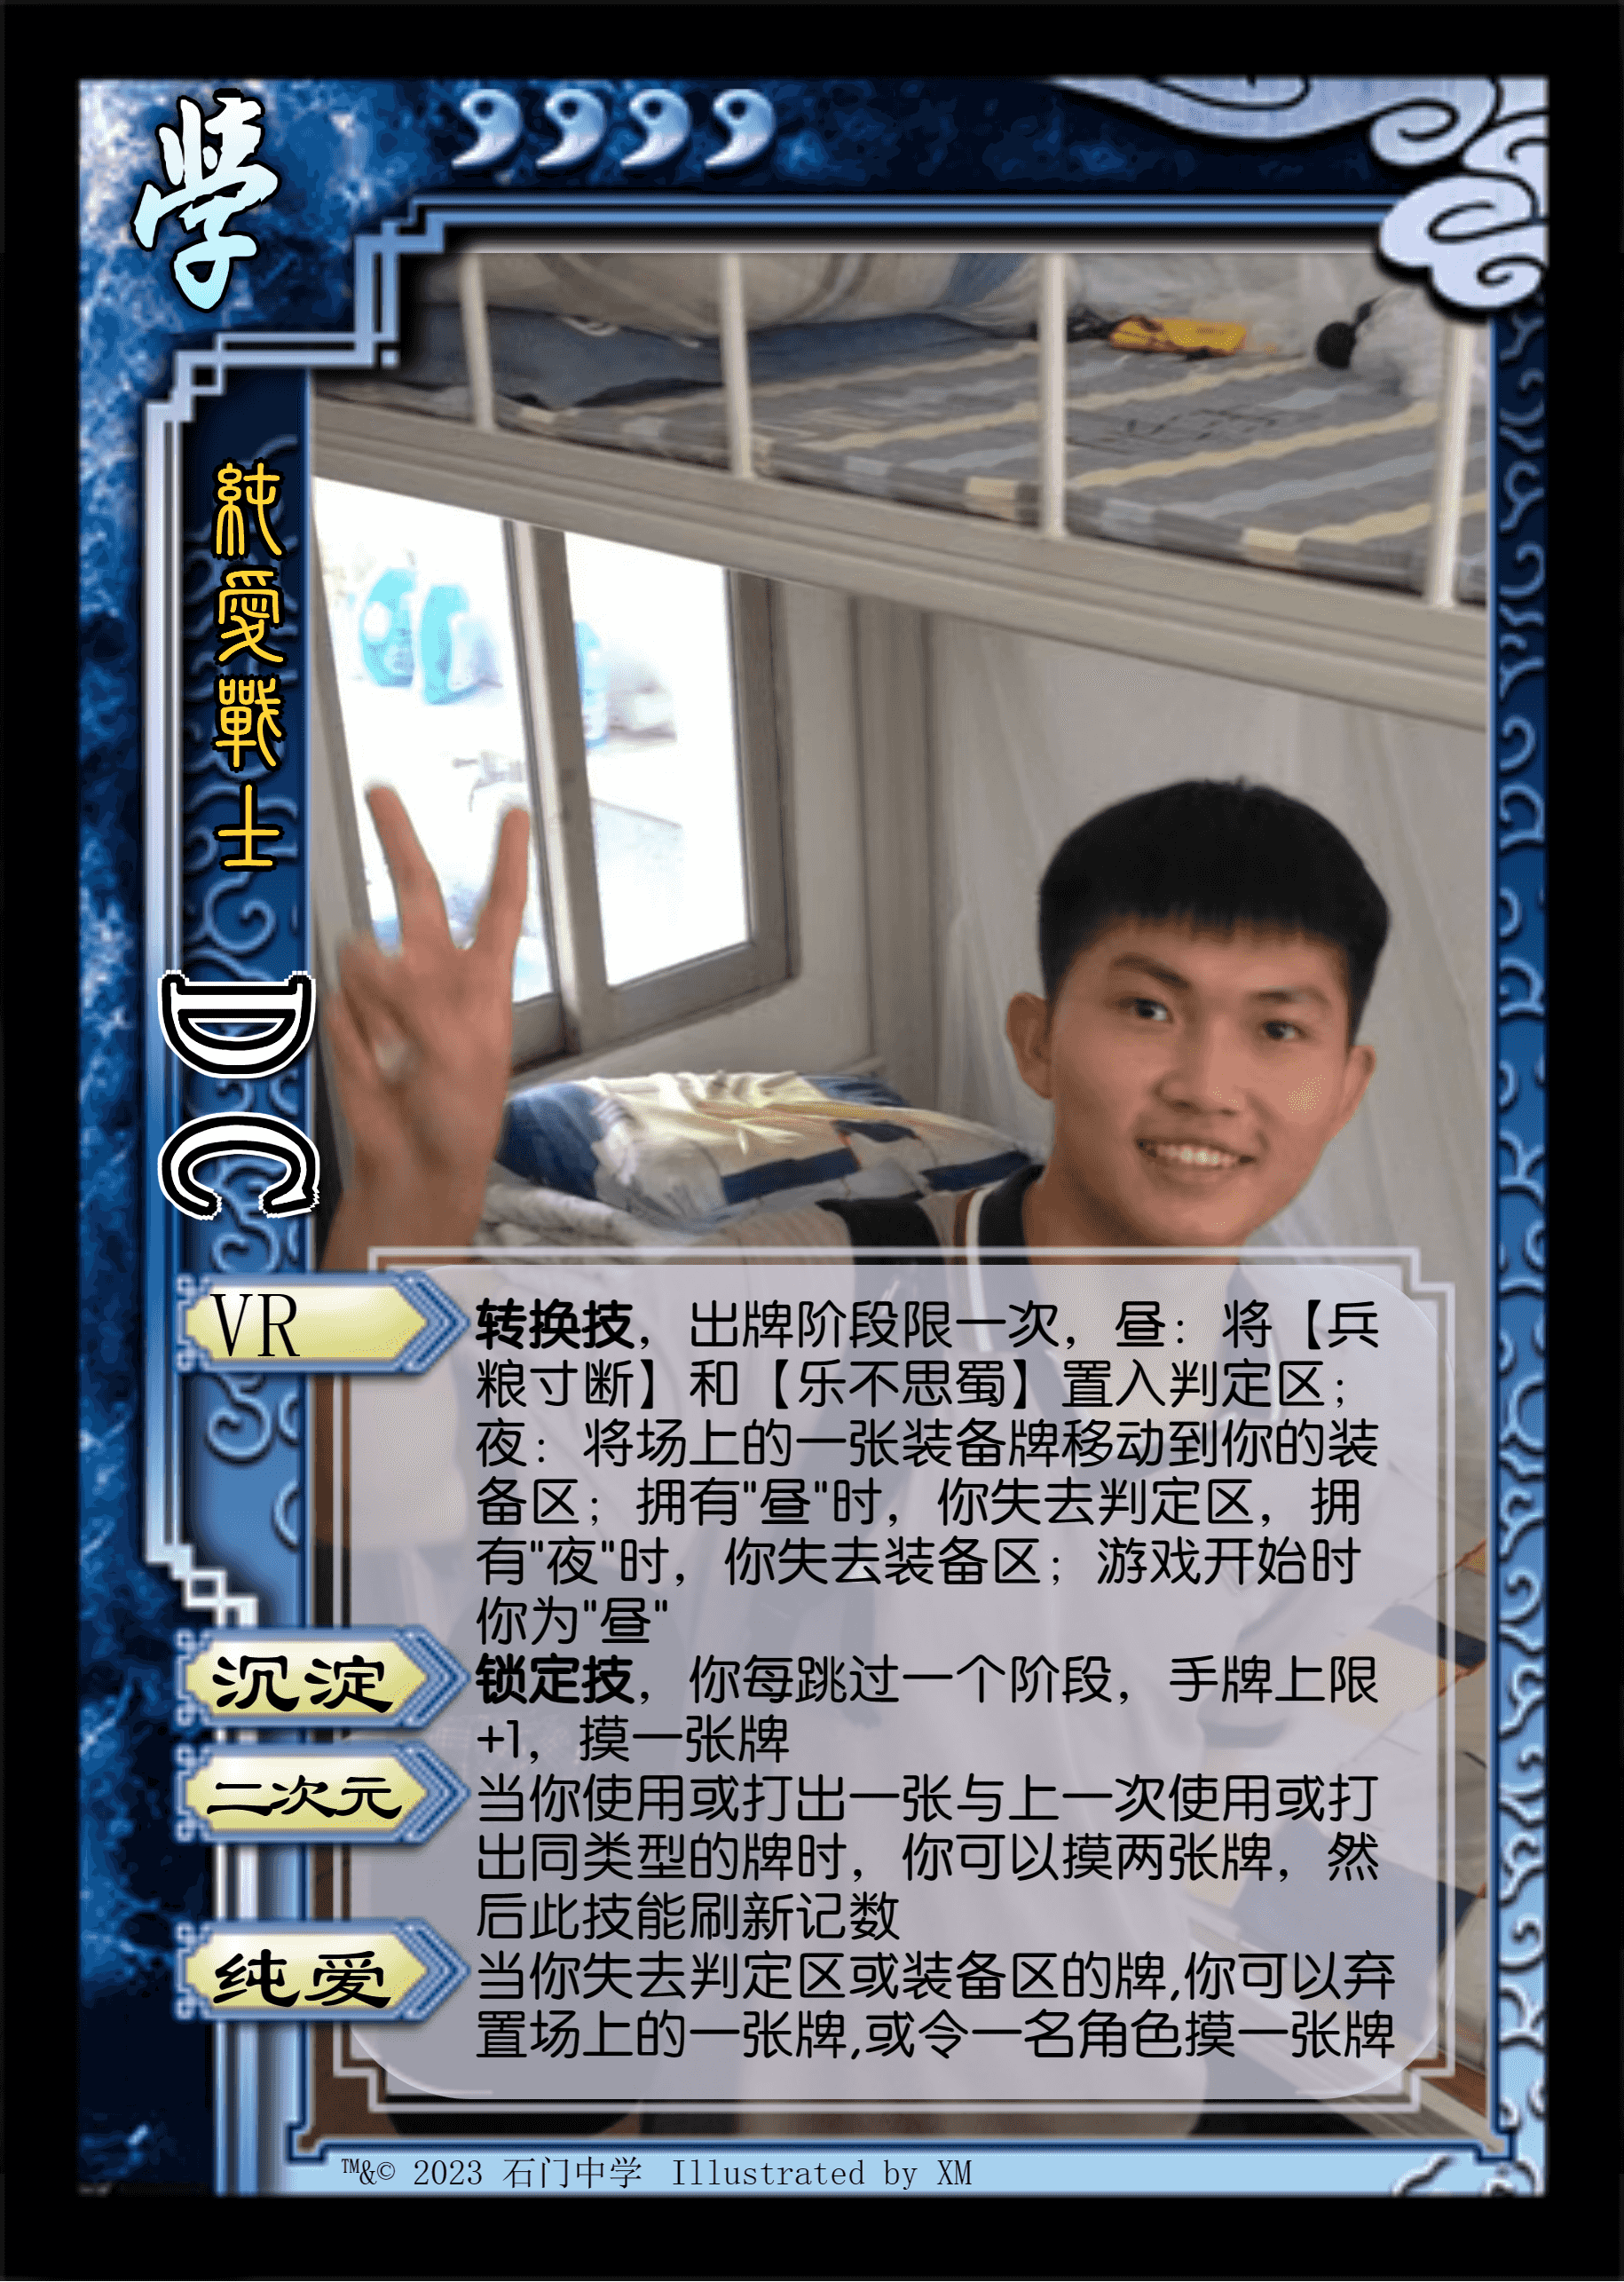 學
純愛戰士
DC
VR
转换技，出牌阶段限一次，昼：将【兵
粮寸断】和【乐不思蜀】置入判定区；
夜：将场上的一张装备牌移动到你的装
备区；拥有"昼"时，你失去判定区，拥
有"夜"时，你失去装备区；游戏开始时
你为"昼"
沉淀
锁定技，你每跳过一个阶段，手牌上限
+1，摸一张牌
二次元
当你使用或打出一张与上一次使用或打
出同类型的牌时，你可以摸两张牌，然
后此技能刷新记数
纯爱
当你失去判定区或装备区的牌,你可以弃
置场上的一张牌,或令一名角色摸一张牌
™&© 2023 石门中学 Illustrated by XM